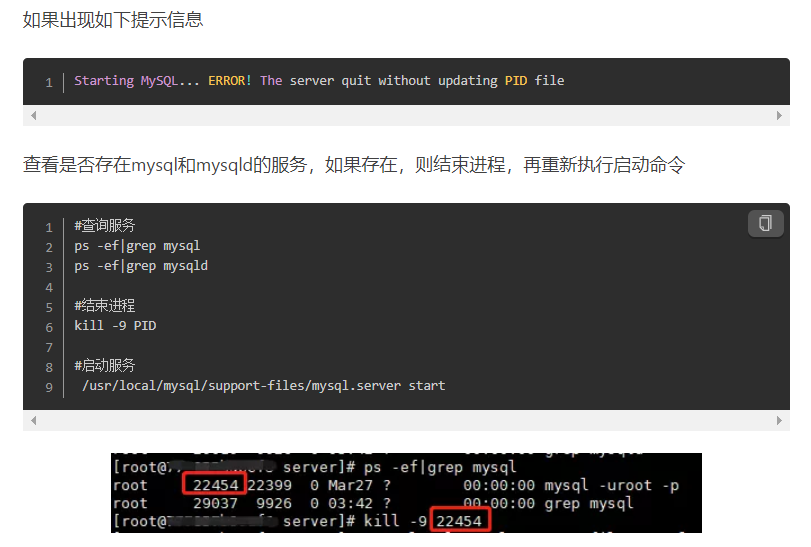 如果出现如下提示信息
1 Starting MySQL... ERROR! The server quit without updating PID file
查看是否存在mysql和mysqld的服务，如果存在，则结束进程，再重新执行启动命令
1 #查询服务
2 ps -ef|grep mysql
3 ps -ef|grep mysqld
4
5 #结束进程
6 kill -9 PID
7
8 #启动服务
9 /usr/local/mysql/support-files/mysql.server start
[root@ server]# ps -ef|grep mysql
root 22454 22399 0 Mar27 ? 00:00:00 mysql -uroot -p
root 29037 9926 0 03:42 ? 00:00:00 grep mysql
[root@ server]# kill -9 22454